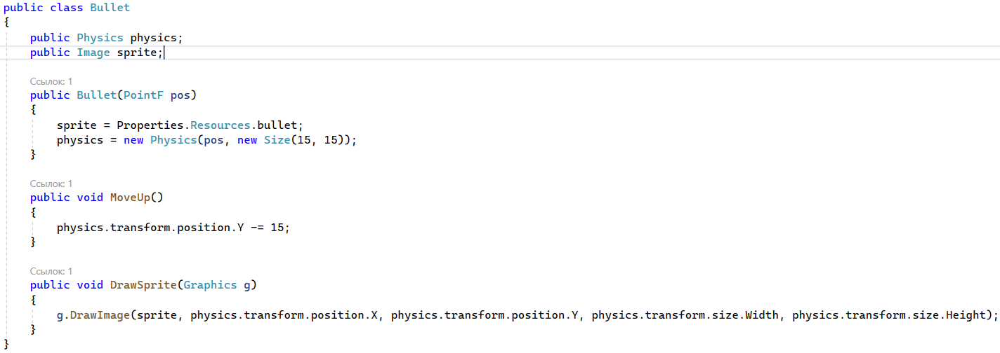 public class Bullet
{
    public Physics physics;
    public Image sprite;
    Ссылок: 1
    public Bullet(PointF pos)
    {
        sprite = Properties.Resources.bullet;
        physics = new Physics(pos, new Size(15, 15));
    }
    Ссылок: 1
    public void MoveUp()
    {
        physics.transform.position.Y -= 15;
    }
    Ссылок: 1
    public void DrawSprite(Graphics g)
    {
        g.DrawImage(sprite, physics.transform.position.X, physics.transform.position.Y, physics.transform.size.Width, physics.transform.size.Height);
    }
}